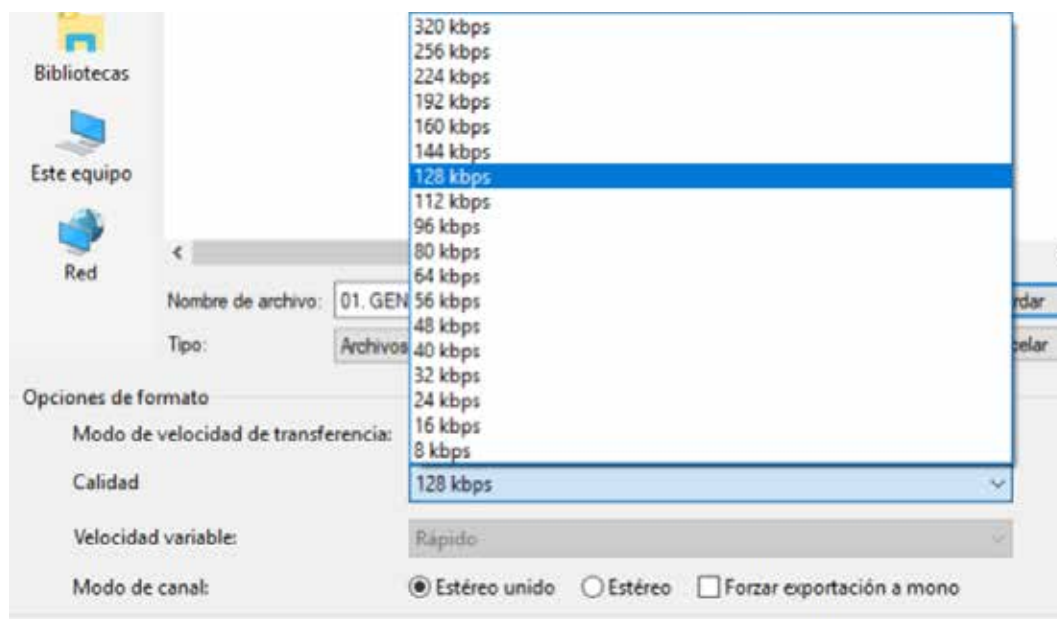 Bibliotecas
Este equipo
Red
320 kbps
256 kbps
224 kbps
192 kbps
160 kbps
144 kbps
128 kbps
112 kbps
96 kbps
80 kbps
64 kbps
56 kbps
48 kbps
40 kbps
32 kbps
24 kbps
16 kbps
8 kbps
Nombre de archivo: 01. GEN
rdar
Tipo: Archivos
celar
Opciones de formato
Modo de velocidad de transferencia:
Calidad 128 kbps
Velocidad variable: Rápido
Modo de canal: Estéreo unido Estéreo Forzar exportación a mono